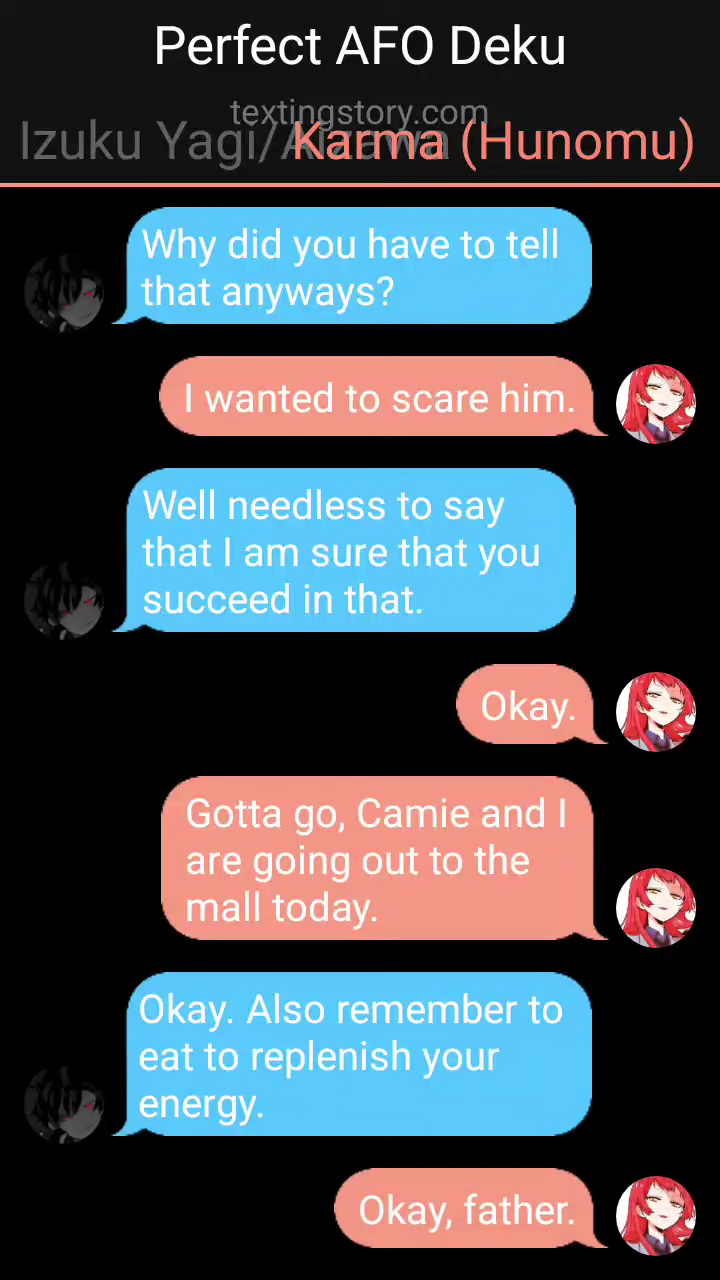 Perfect AFO Deku
textingstory.com
Izuku Yagi/Aizawa
Karma (Hunomu)
Why did you have to tell
that anyways?
I wanted to scare him.
Well needless to say
that I am sure that you
succeed in that.
Okay.
Gotta go, Camie and I
are going out to the
mall today.
Okay. Also remember to
eat to replenish your
energy.
Okay, father.